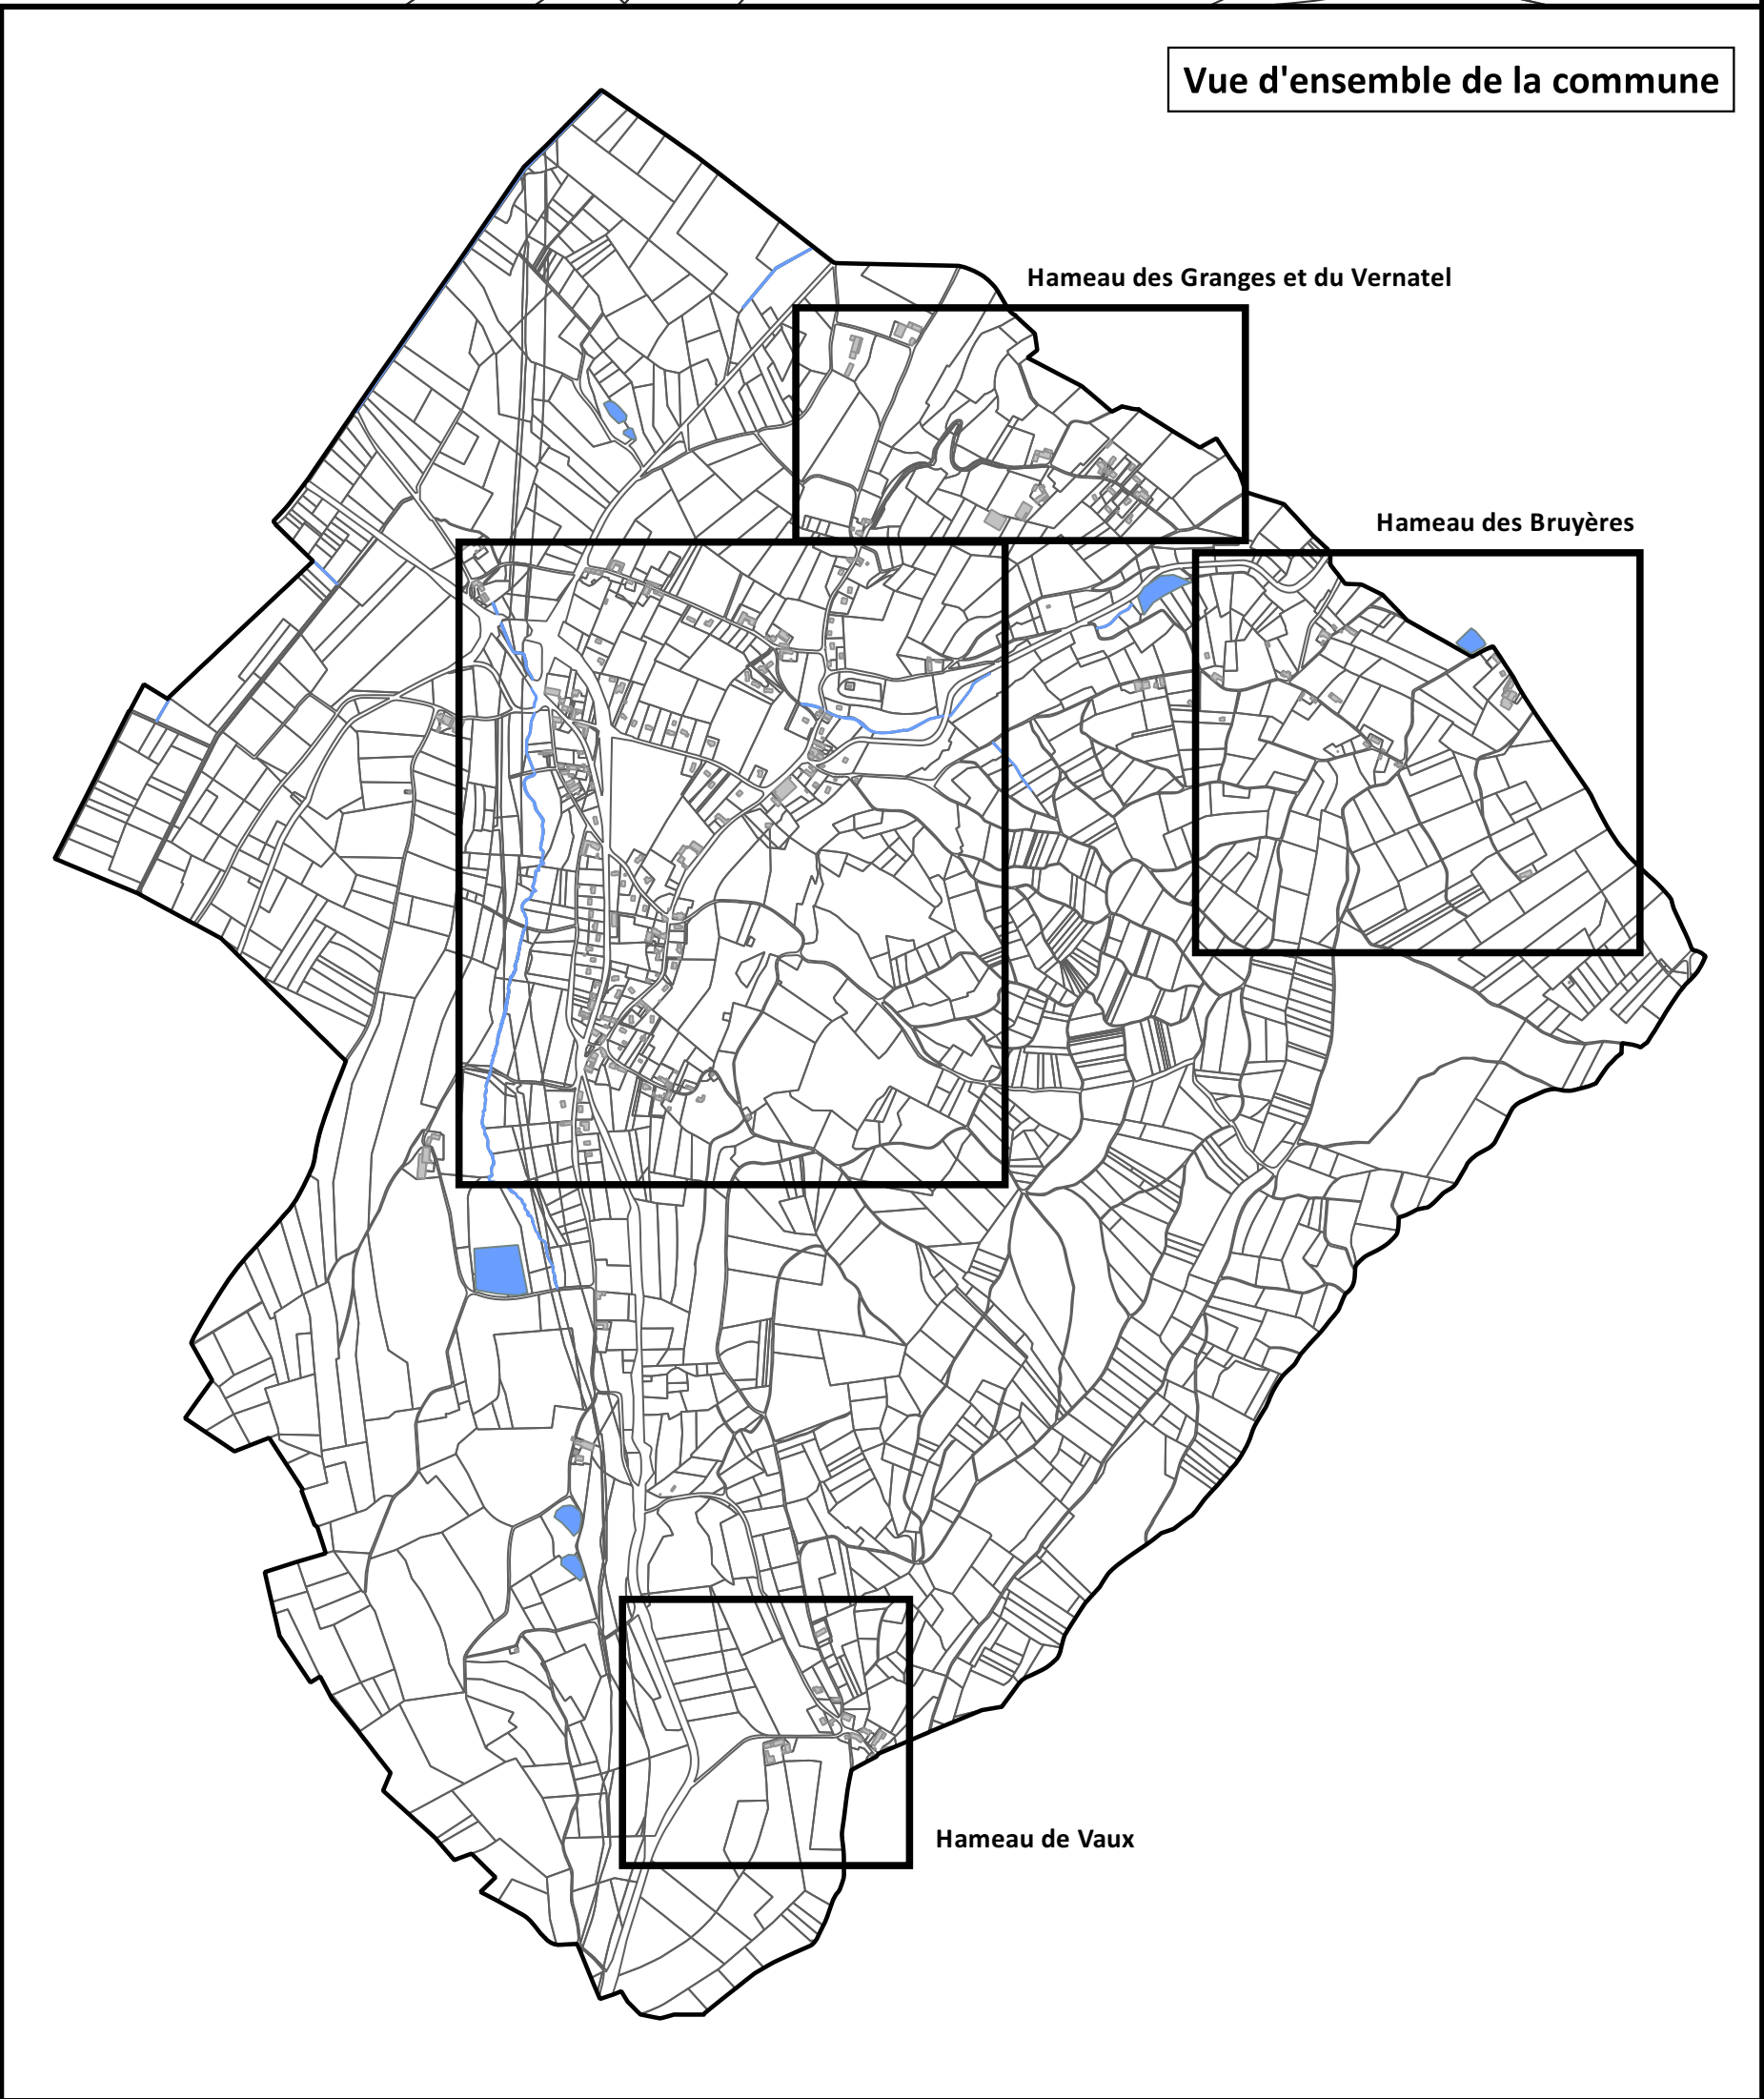 Vue d'ensemble de la commune
Hameau des Granges et du Vernatel
Hameau des Bruyères
Hameau de Vaux